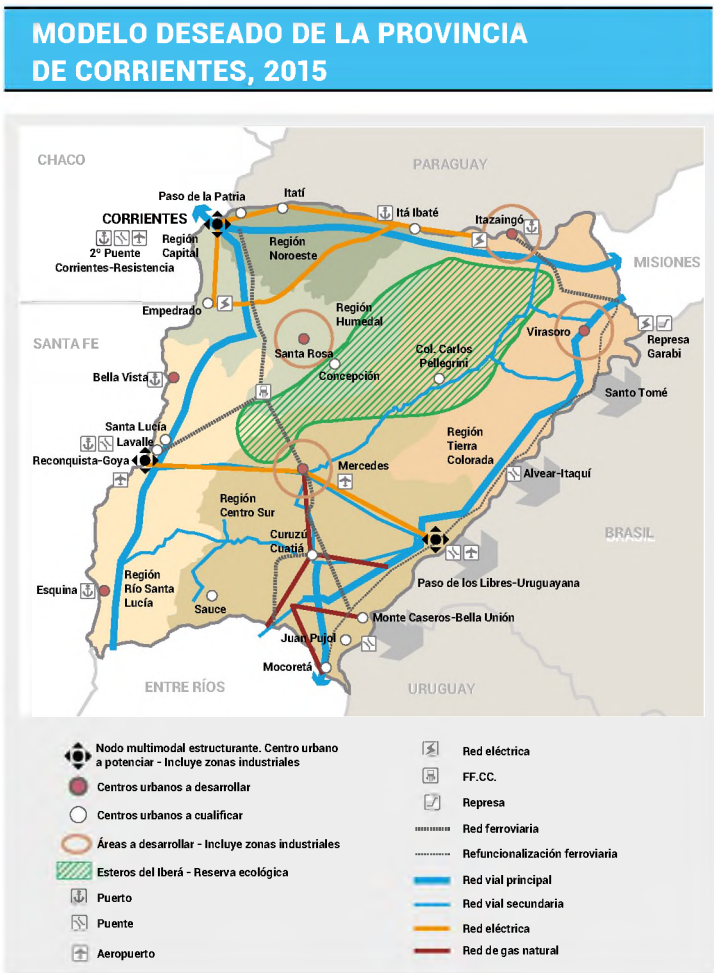 MODELO DESEADO DE LA PROVINCIA
DE CORRIENTES, 2015
CHACO
PARAGUAY
Paso de la Patria
Itatí
CORRIENTES
Itá Ibaté
Itazaingó
2º Puente
Corrientes-Resistencia
Región
Capital
Región
Noroeste
MISIONES
Empedrado
Región
Humedal
SANTA FE
Santa Rosa
Virasoro
Represa
Garabi
Concepción
Col. Carlos
Pellegrini
Bella Vista
Santo Tomé
Santa Lucía
Lavalle
Reconquista-Goya
Región
Tierra
Colorada
Mercedes
Alvear-Itaquí
Región
Centro Sur
BRASIL
Curuzú
Cuatiá
Esquina
Región
Río Santa
Lucía
Paso de los Libres-Uruguayana
Sauce
Monte Caseros-Bella Unión
Juan Pujol
Mocoretá
ENTRE RÍOS
URUGUAY
Nodo multimodal estructurante. Centro urbano
a potenciar - Incluye zonas industriales
Centros urbanos a desarrollar
Centros urbanos a cualificar
Áreas a desarrollar - Incluye zonas industriales
Esteros del Iberá - Reserva ecológica
Puerto
Puente
Aeropuerto
Red eléctrica
FF.CC.
Represa
Red ferroviaria
Refuncionalización ferroviaria
Red vial principal
Red vial secundaria
Red eléctrica
Red de gas natural